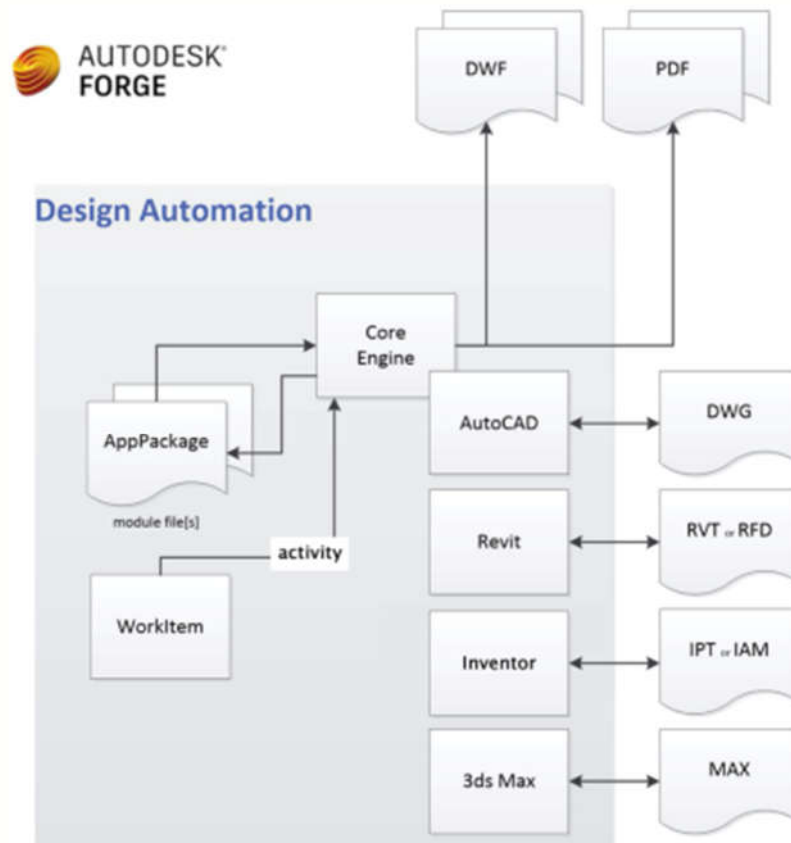 AUTODESK®
FORGE
DWF
PDF
Design Automation
Core
Engine
AppPackage
module file[s]
AutoCAD
DWG
Revit
RVT or RFD
activity
WorkItem
Inventor
IPT or IAM
3ds Max
MAX